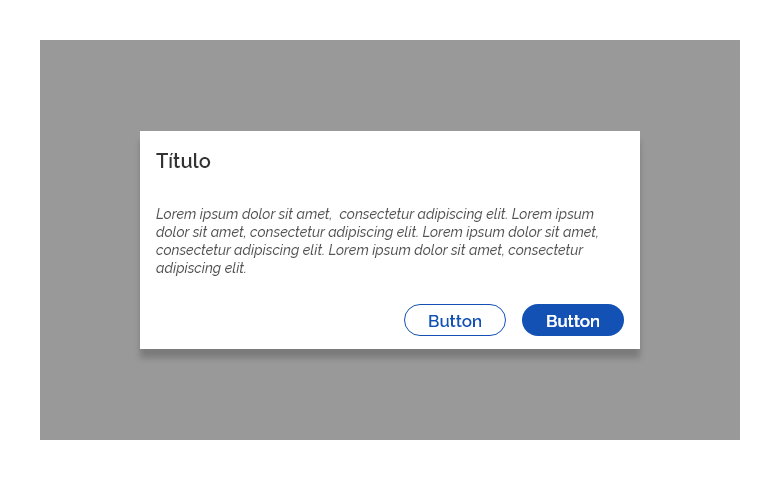 Título
Lorem ipsum dolor sit amet,  consectetur adipiscing elit. Lorem ipsum
dolor sit amet, consectetur adipiscing elit. Lorem ipsum dolor sit amet,
consectetur adipiscing elit. Lorem ipsum dolor sit amet, consectetur
adipiscing elit.
Button Button